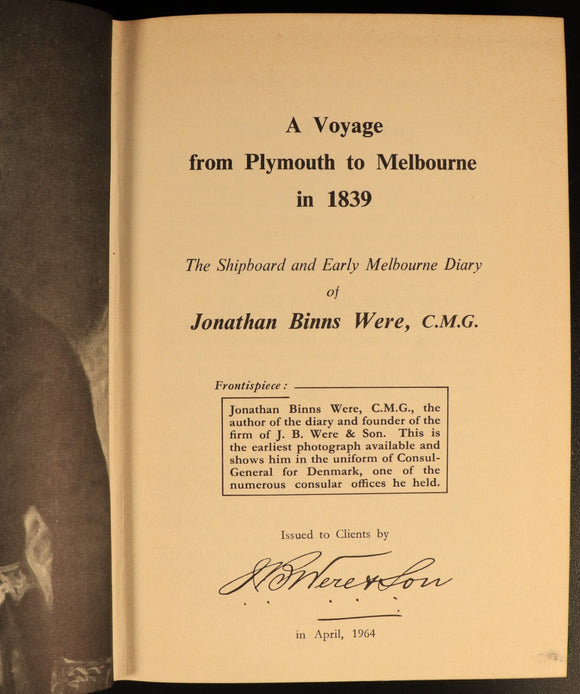 A Voyage
from Plymouth to Melbourne
in 1839
The Shipboard and Early Melbourne Diary
of
Jonathan Binns Were, C.M.G.
Frontispiece :
Jonathan Binns Were, C.M.G., the
author of the diary and founder of the
firm of J. B. Were & Son. This is
the earliest photograph available and
shows him in the uniform of Consul-
General for Denmark, one of the
numerous consular offices he held.
Issued to Clients by
J B Were & Son
in April, 1964